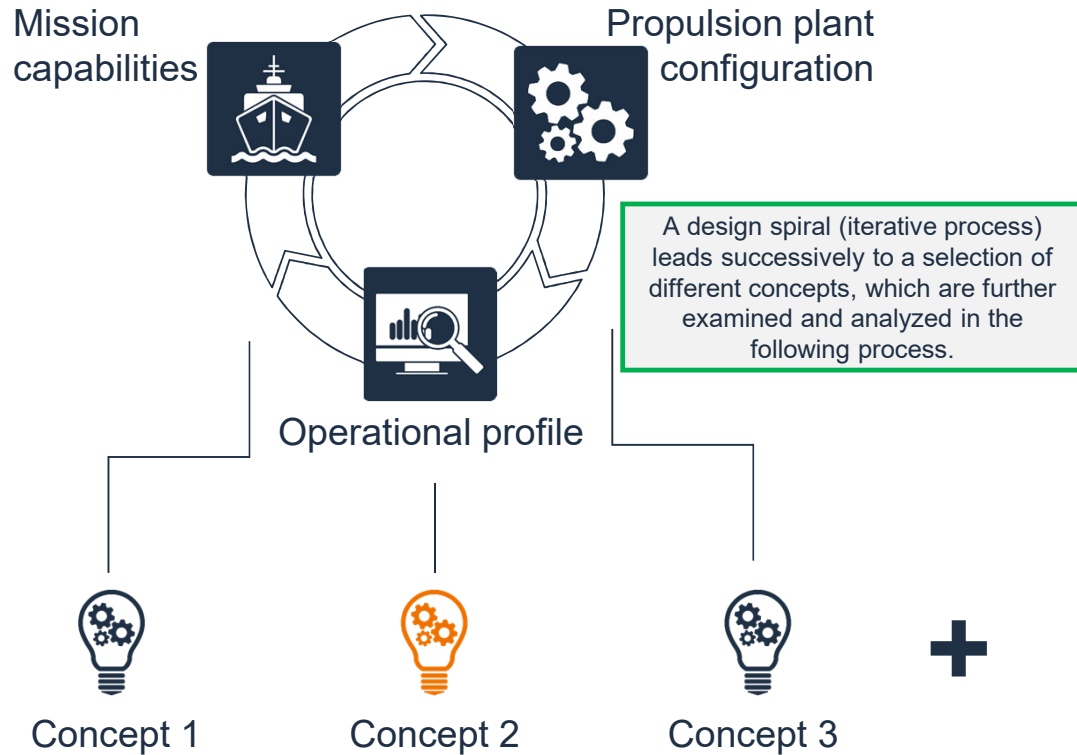 Mission
capabilities
Propulsion plant
configuration
A design spiral (iterative process)
leads successively to a selection of
different concepts, which are further
examined and analyzed in the
following process.
Operational profile
Concept 1
Concept 2
Concept 3